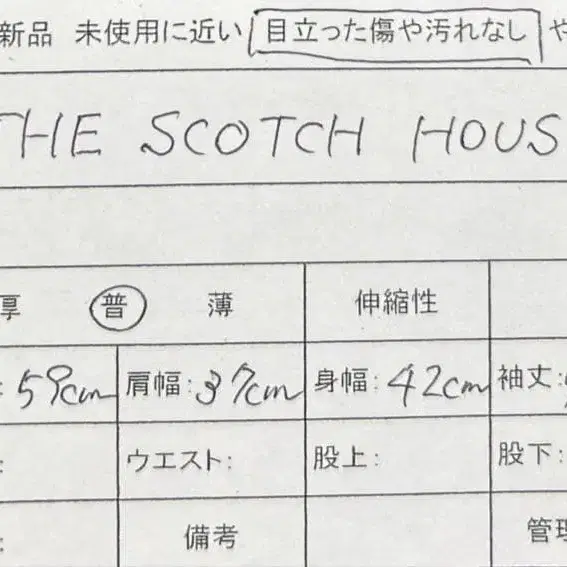 新品 未使用に近い 目立った傷や汚れなし や
THE SCOTCH HOUS
厚 普 薄 伸縮性
: 59cm 肩幅: 37cm 身幅: 42cm 袖丈:
: ウエスト: 股上: 股下:
: 備考 管理